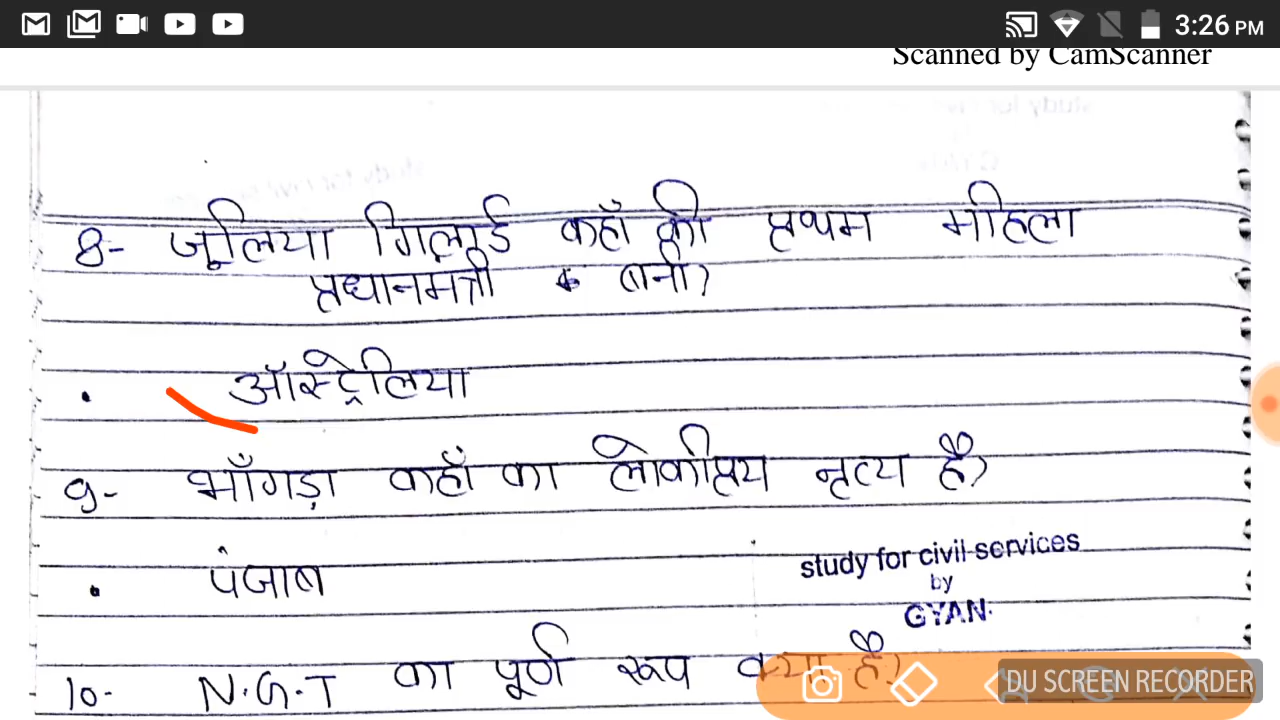 3:26 PM
Scanned by CamScanner
8- जूलिया गिलार्ड कहाँ की प्रथम महिला
प्रधानमंत्री बनी?
• ऑस्ट्रेलिया
9- भाँगड़ा कहाँ का लोकप्रिय नृत्य है?
• पंजाब
study for civil services
by
GYAN
10- N.G.T का पूर्ण रूप क्या है?
DU SCREEN RECORDER